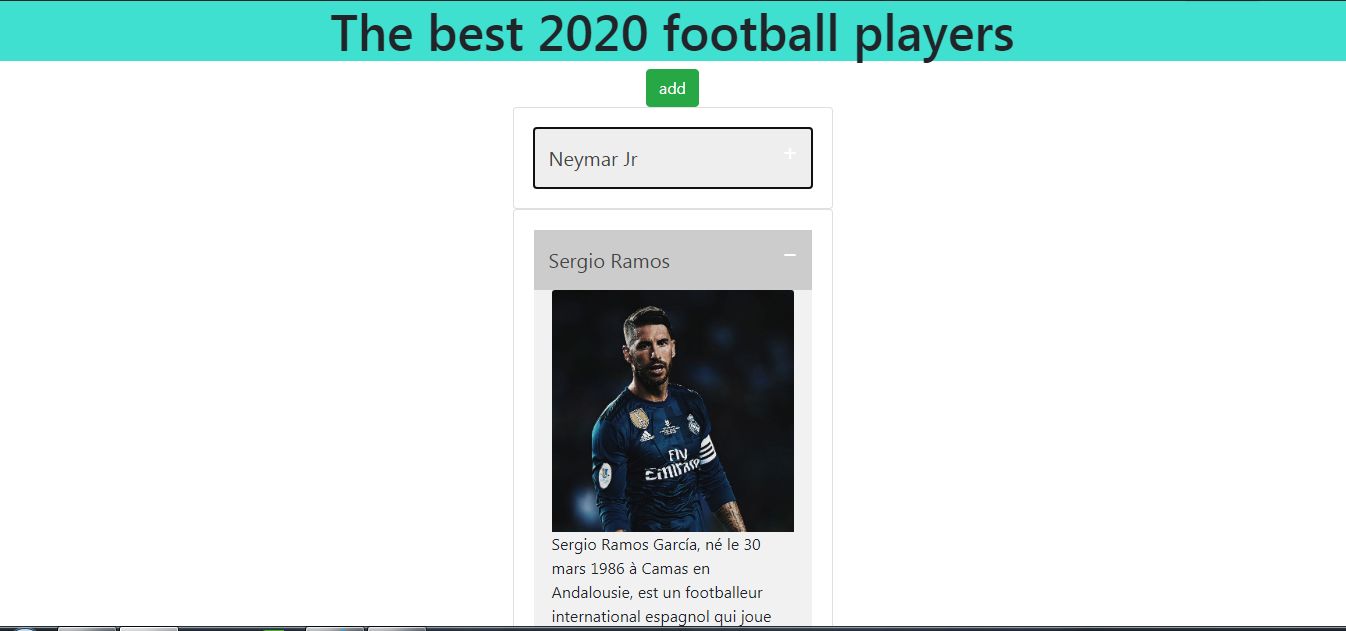 The best 2020 football players
add
Neymar Jr
+
Sergio Ramos
−
Fly
Emirates
Sergio Ramos García, né le 30
mars 1986 à Camas en
Andalousie, est un footballeur
international espagnol qui joue